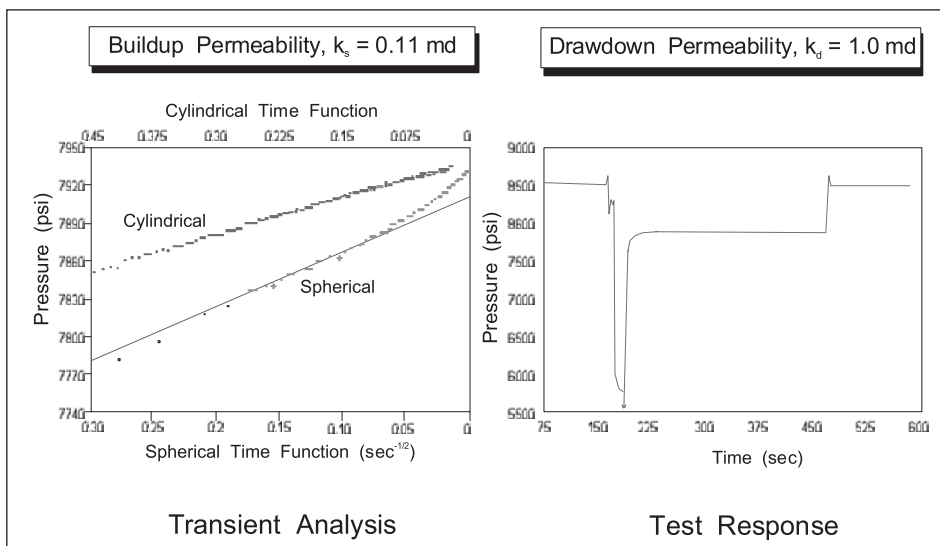 Buildup Permeability, kₛ = 0.11 md
Cylindrical Time Function
0.45 0.375 0.30 0.225 0.15 0.075 0
7950
7920
7890
7860
7830
7800
7770
7740
Pressure (psi)
Cylindrical
Spherical
0.30 0.25 0.2 0.15 0.10 0.05 0
Spherical Time Function (sec⁻¹/²)
Transient Analysis
Drawdown Permeability, k_d = 1.0 md
9000
8500
8600
7500
7000
6500
6000
5500
Pressure (psi)
75 150 225 300 375 450 525 600
Time (sec)
Test Response